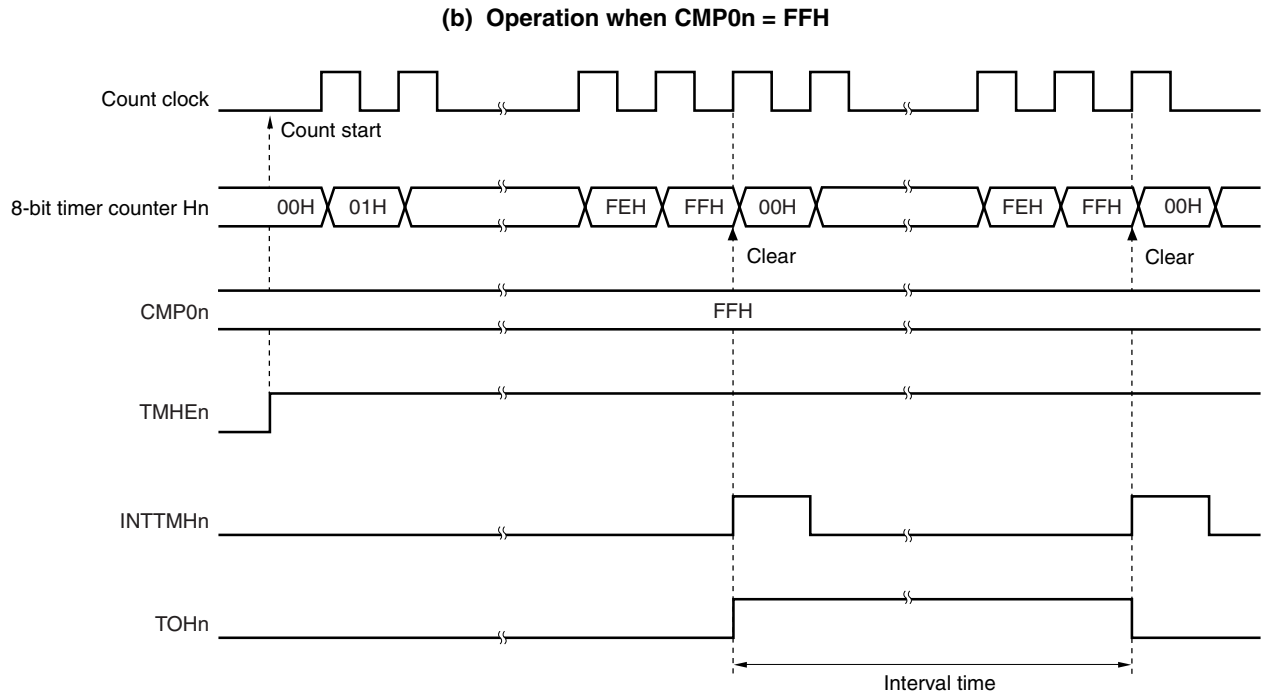 (b) Operation when CMP0n = FFH
Count clock
Count start
8-bit timer counter Hn
00H 01H FEH FFH 00H FEH FFH 00H
Clear Clear
CMP0n
FFH
TMHEn
INTTMHn
TOHn
Interval time